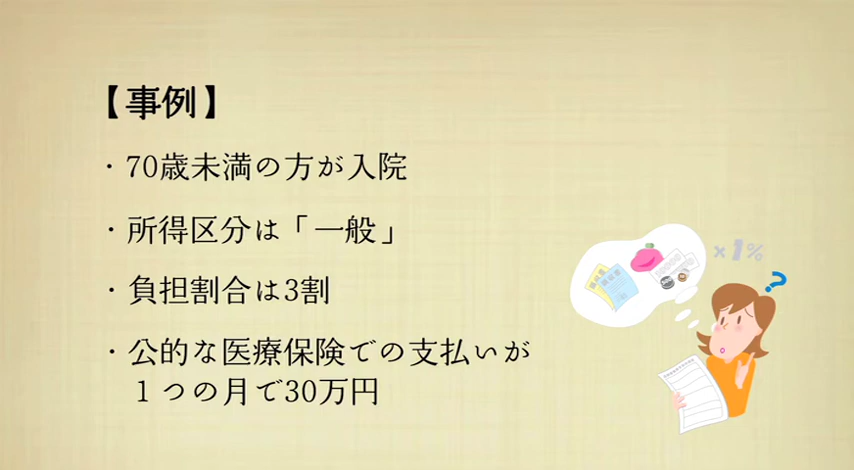 【事例】
・70歳未満の方が入院
・所得区分は「一般」
・負担割合は3割
・公的な医療保険での支払いが
１つの月で30万円
×1%
?